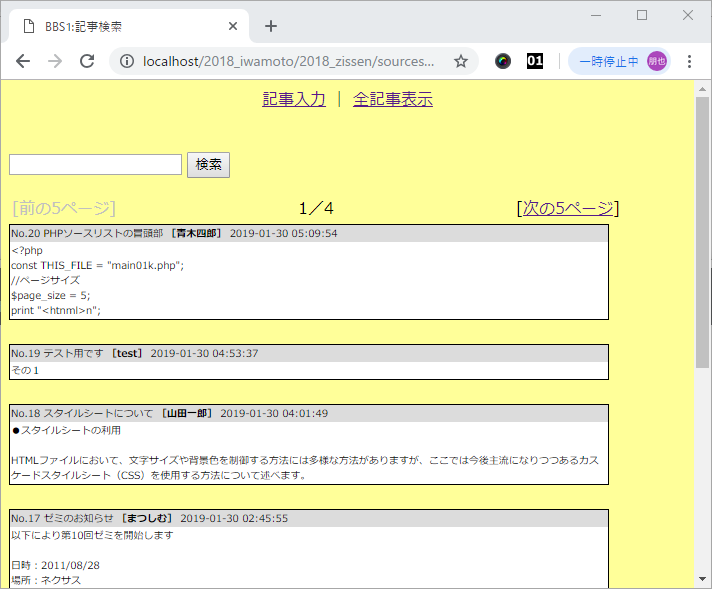 BBS1:記事検索
localhost/2018_iwamoto/2018_zissen/sources...
01
一時停止中 朋也
記事入力 | 全記事表示
検索
[前の5ページ] 1／4 [次の5ページ]
No.20 PHPソースリストの冒頭部 [青木四郎] 2019-01-30 05:09:54
<?php
const THIS_FILE = "main01k.php";
//ページサイズ
$page_size = 5;
print "<htnml>n";
No.19 テスト用です [test] 2019-01-30 04:53:37
その１
No.18 スタイルシートについて [山田一郎] 2019-01-30 04:01:49
●スタイルシートの利用
HTMLファイルにおいて、文字サイズや背景色を制御する方法には多様な方法がありますが、ここでは今後主流になりつつあるカス
ケードスタイルシート（CSS）を使用する方法について述べます。
No.17 ゼミのお知らせ [まつしむ] 2019-01-30 02:45:55
以下により第10回ゼミを開始します
日時：2011/08/28
場所：ネクサス